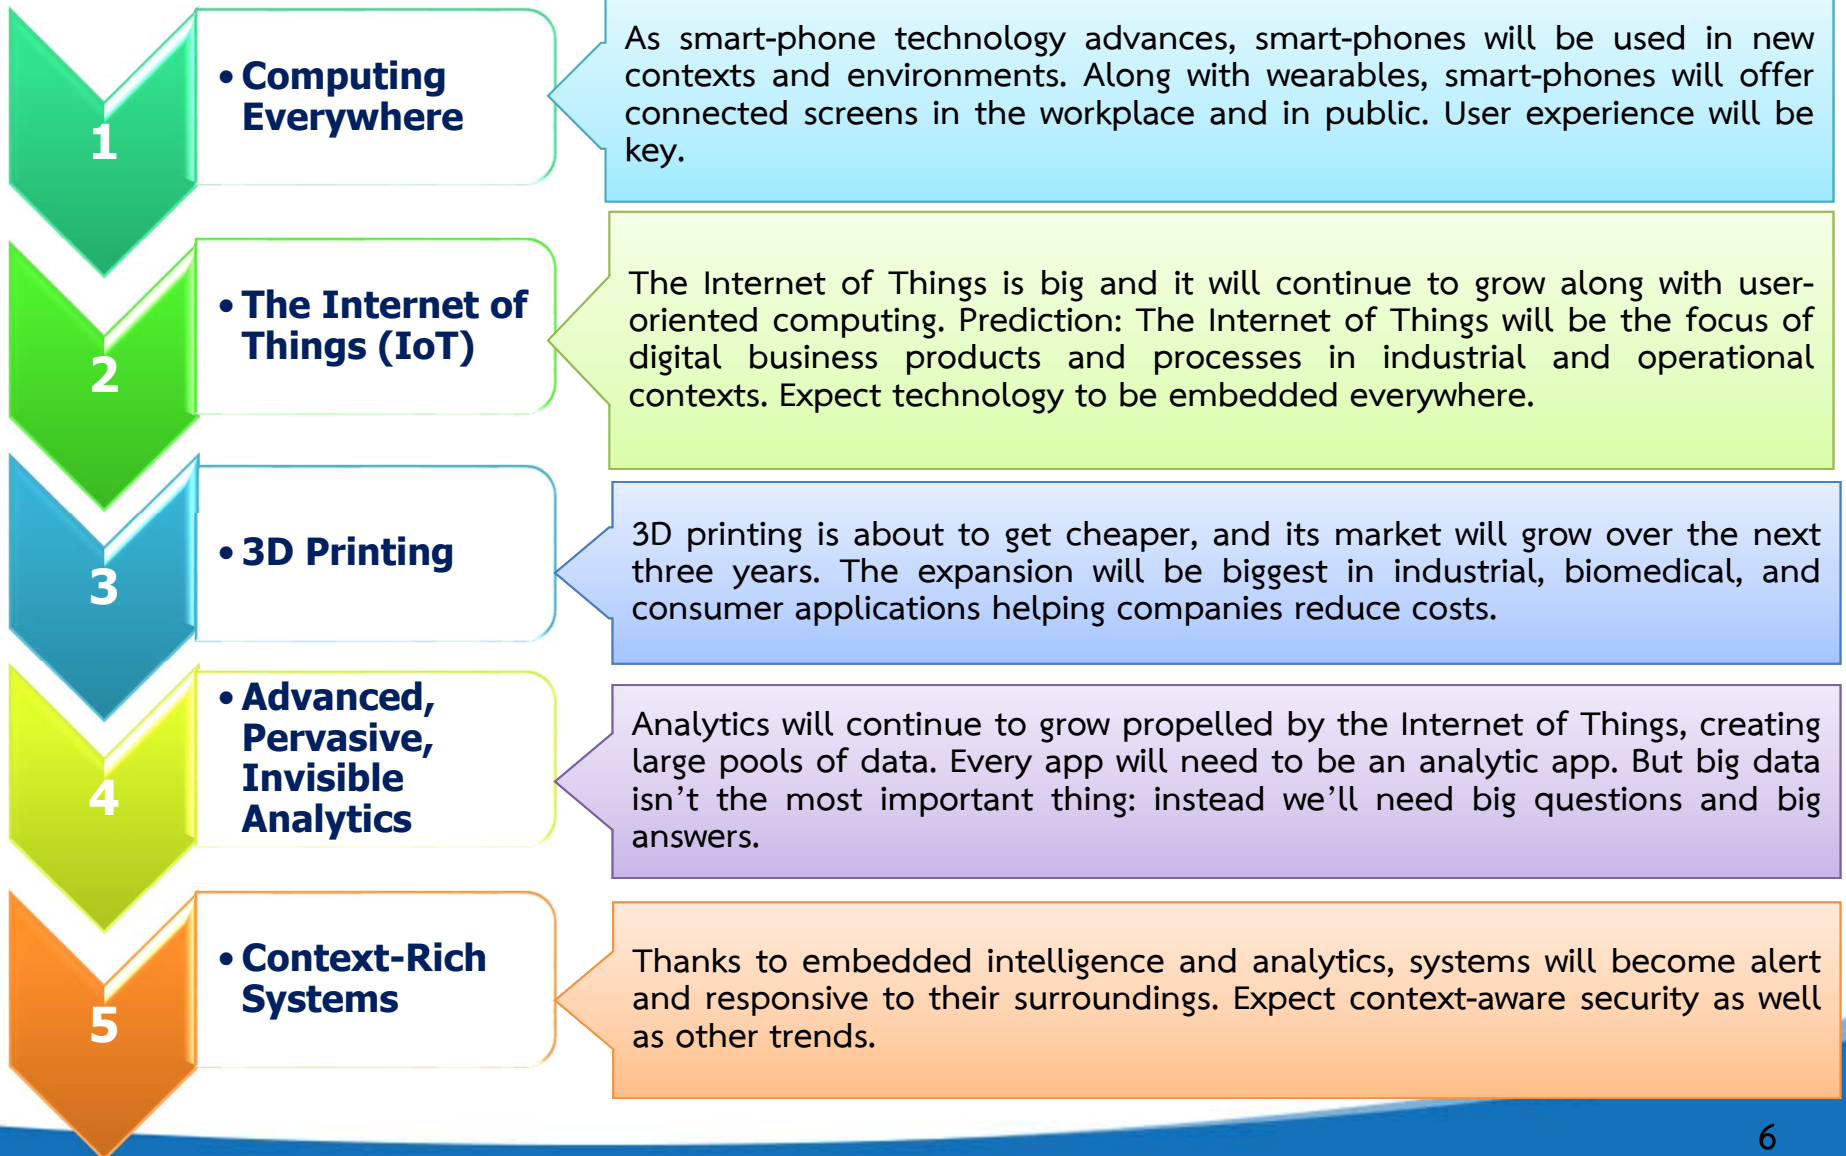 1
• Computing
Everywhere
As smart-phone technology advances, smart-phones will be used in new
contexts and environments. Along with wearables, smart-phones will offer
connected screens in the workplace and in public. User experience will be
key.
2
• The Internet of
Things (IoT)
The Internet of Things is big and it will continue to grow along with user-
oriented computing. Prediction: The Internet of Things will be the focus of
digital business products and processes in industrial and operational
contexts. Expect technology to be embedded everywhere.
3
• 3D Printing
3D printing is about to get cheaper, and its market will grow over the next
three years. The expansion will be biggest in industrial, biomedical, and
consumer applications helping companies reduce costs.
4
• Advanced,
Pervasive,
Invisible
Analytics
Analytics will continue to grow propelled by the Internet of Things, creating
large pools of data. Every app will need to be an analytic app. But big data
isn’t the most important thing: instead we’ll need big questions and big
answers.
5
• Context-Rich
Systems
Thanks to embedded intelligence and analytics, systems will become alert
and responsive to their surroundings. Expect context-aware security as well
as other trends.
6